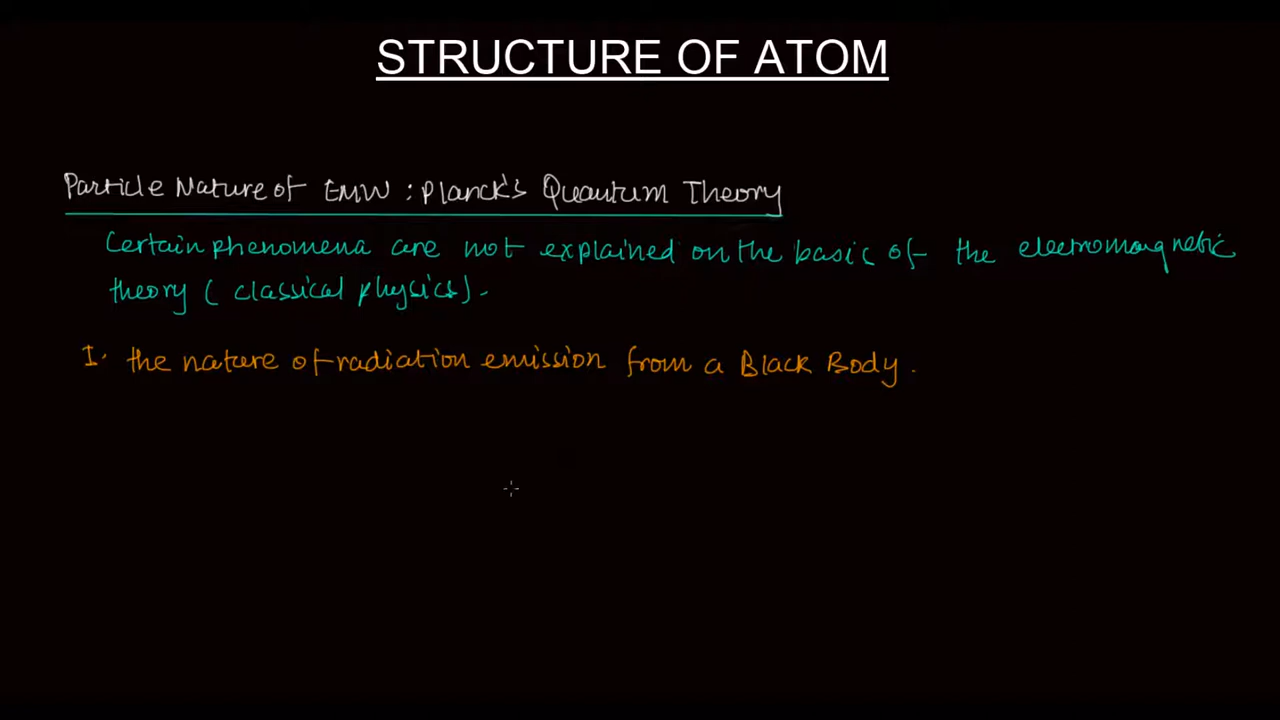 STRUCTURE OF ATOM
Particle Nature of EMW : Planck's Quantum Theory
Certain phenomena are not explained on the basic of the electromagnetic
theory ( classical physics).
I. the nature of radiation emission from a Black Body.